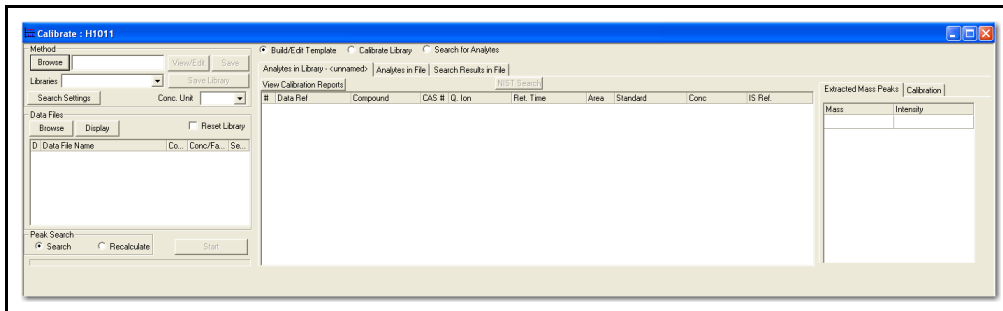 Calibrate : H1011
Method
Browse View/Edit Save
Libraries Save Library
Search Settings Conc. Unit
Data Files
Browse Display Reset Library
D Data File Name Co... Conc/Fa... Se...
Peak Search
Search Recalculate Start
Build/Edit Template Calibrate Library Search for Analytes
Analytes in Library - <unnamed> Analytes in File Search Results in File
View Calibration Reports NIST Search
# Data Ref Compound CAS # Q. Ion Ret. Time Area Standard Conc IS Ref.
Extracted Mass Peaks Calibration
Mass Intensity